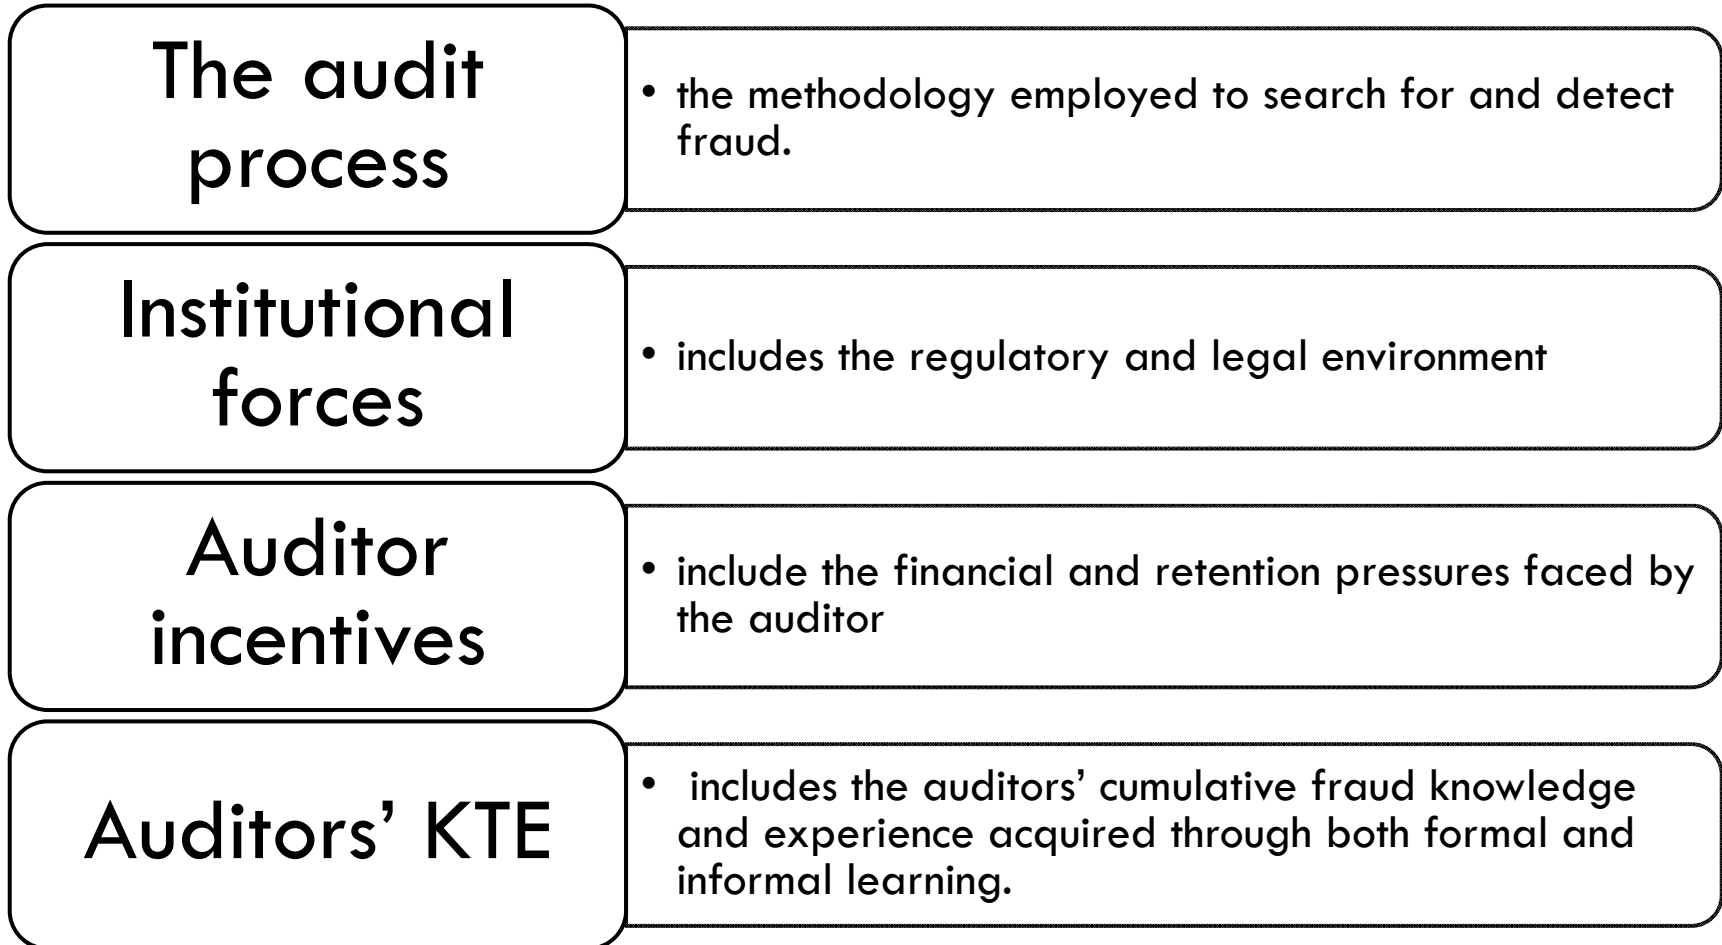 The audit
process
• the methodology employed to search for and detect
fraud.
Institutional
forces
• includes the regulatory and legal environment
Auditor
incentives
• include the financial and retention pressures faced by
the auditor
Auditors’ KTE
• includes the auditors’ cumulative fraud knowledge
and experience acquired through both formal and
informal learning.